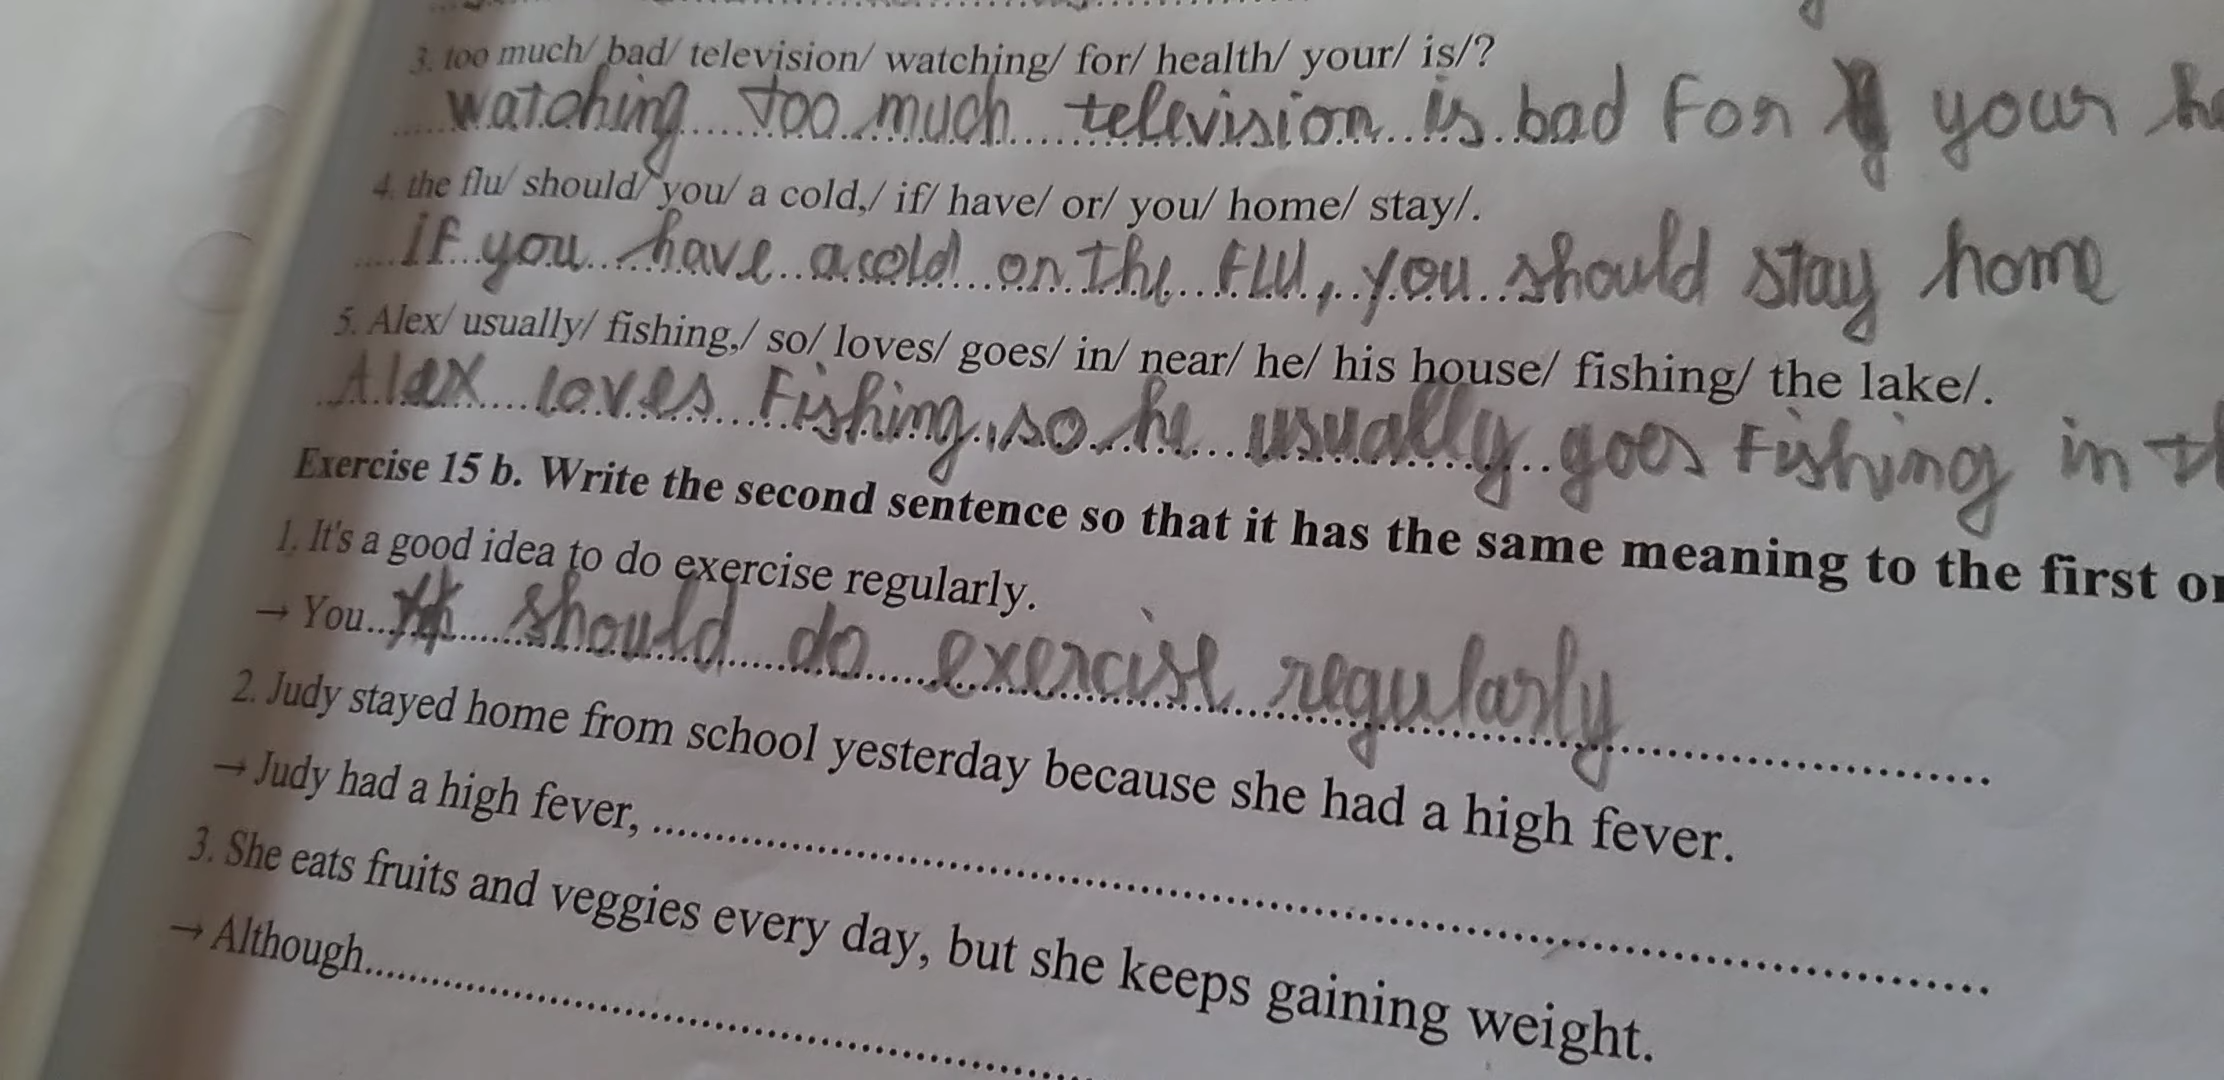 3. too much/ bad/ television/ watching/ for/ health/ your/ is/?
watching too much television is bad For your
4. the flu/ should/ you/ a cold,/ if/ have/ or/ you/ home/ stay/.
if you have a cold or the FLU, you should stay home
5. Alex/ usually/ fishing,/ so/ loves/ goes/ in/ near/ he/ his house/ fishing/ the lake/.
Alex loves Fishing, so he usually goes Fishing in
Exercise 15 b. Write the second sentence so that it has the same meaning to the first
1. It's a good idea to do exercise regularly.
→ You should do exercise regularly
2. Judy stayed home from school yesterday because she had a high fever.
→ Judy had a high fever,
3. She eats fruits and veggies every day, but she keeps gaining weight.
→ Although